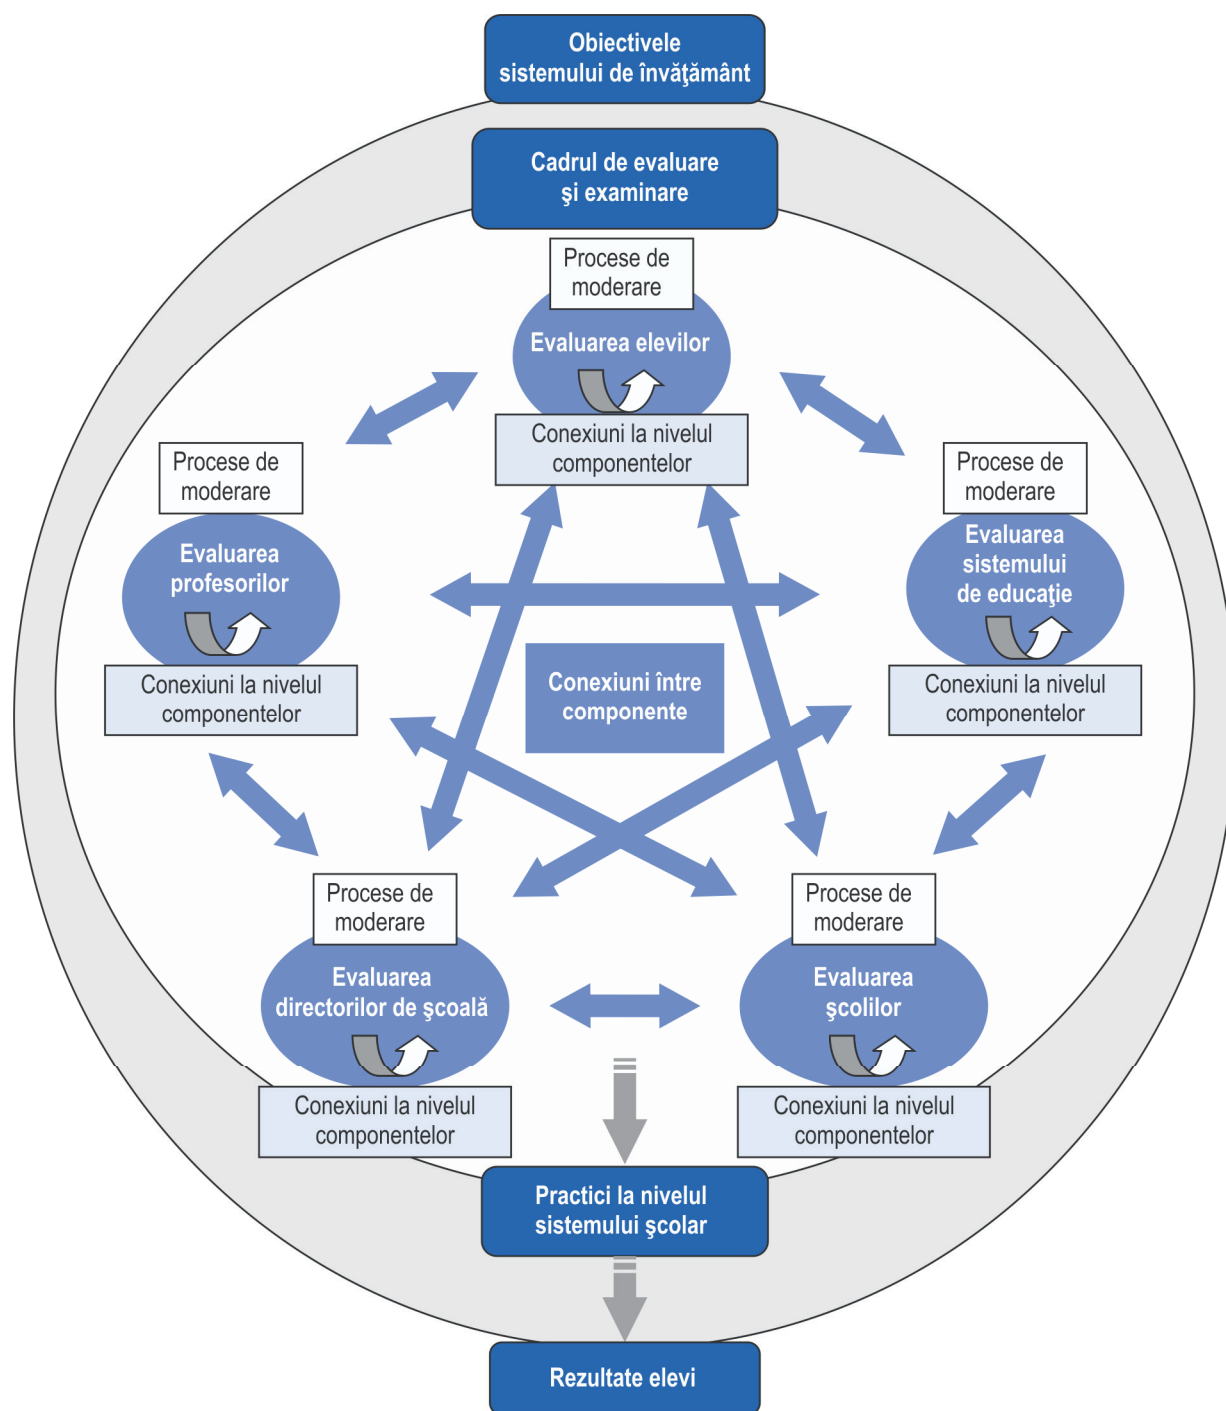 Obiectivele
sistemului de învăţământ
Cadrul de evaluare
şi examinare
Procese de
moderare
Evaluarea elevilor
Conexiuni la nivelul
componentelor
Procese de
moderare
Evaluarea
profesorilor
Conexiuni la nivelul
componentelor
Procese de
moderare
Evaluarea
sistemului
de educaţie
Conexiuni la nivelul
componentelor
Conexiuni între
componente
Procese de
moderare
Evaluarea
directorilor de şcoală
Conexiuni la nivelul
componentelor
Procese de
moderare
Evaluarea
şcolilor
Conexiuni la nivelul
componentelor
Practici la nivelul
sistemului şcolar
Rezultate elevi